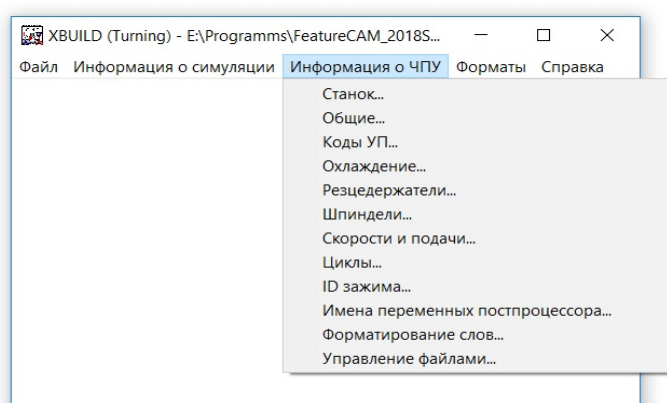 XBUILD (Turning) - E:\Programms\FeatureCAM_2018S...
Файл Информация о симуляции Информация о ЧПУ Форматы Справка
Станок...
Общие...
Коды УП...
Охлаждение...
Резцедержатели...
Шпиндели...
Скорости и подачи...
Циклы...
ID зажима...
Имена переменных постпроцессора...
Форматирование слов...
Управление файлами...